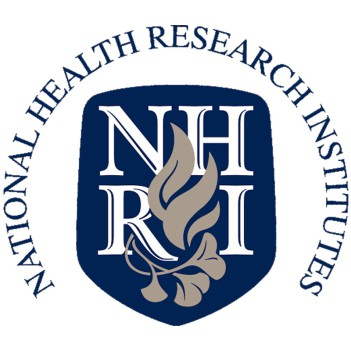 NATIONAL HEALTH RESEARCH INSTITUTES
NH
RI